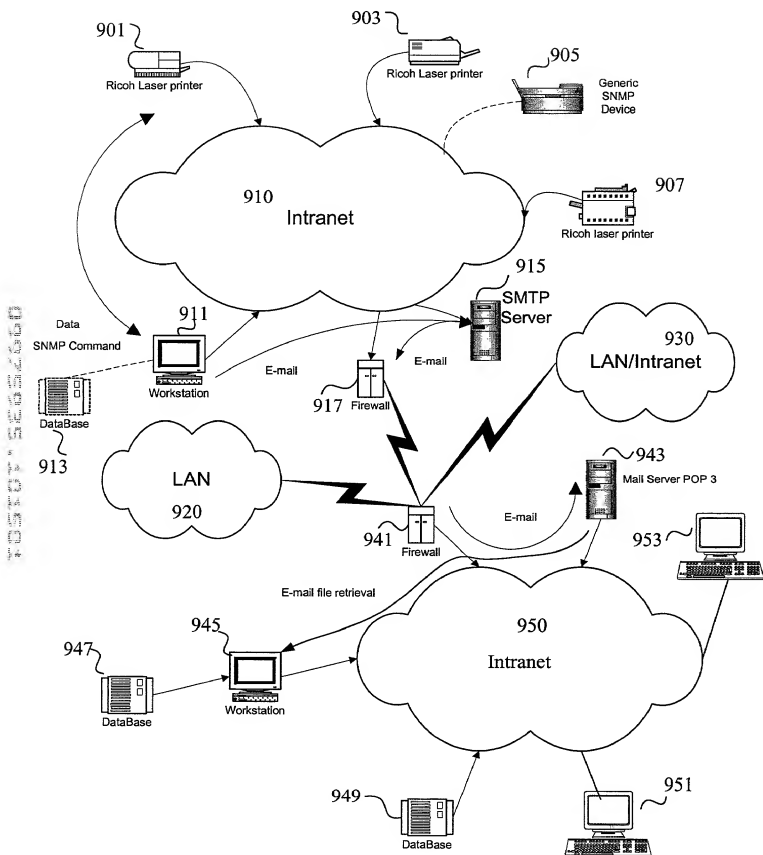 901
903
905
Ricoh Laser printer
Ricoh Laser printer
Generic
SNMP
Device
910
Intranet
907
Ricoh laser printer
915
SMTP
Server
911
Data
SNMP Command
930
LAN/Intranet
E-mail
E-mail
Workstation
917
Firewall
DataBase
913
LAN
920
943
Mail Server POP 3
941
Firewall
E-mail
953
E-mail file retrieval
945
950
Intranet
947
Workstation
DataBase
949
DataBase
951